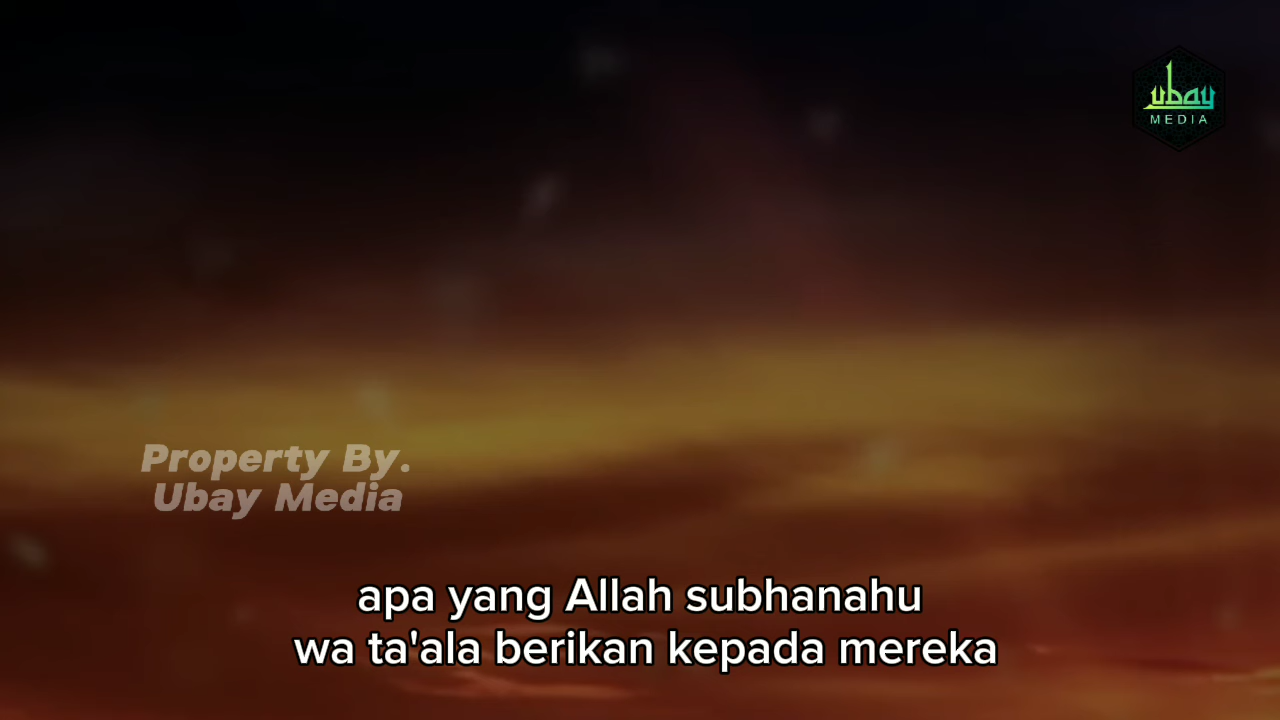 ubay
MEDIA
Property By.
Ubay Media
apa yang Allah subhanahu
wa ta'ala berikan kepada mereka